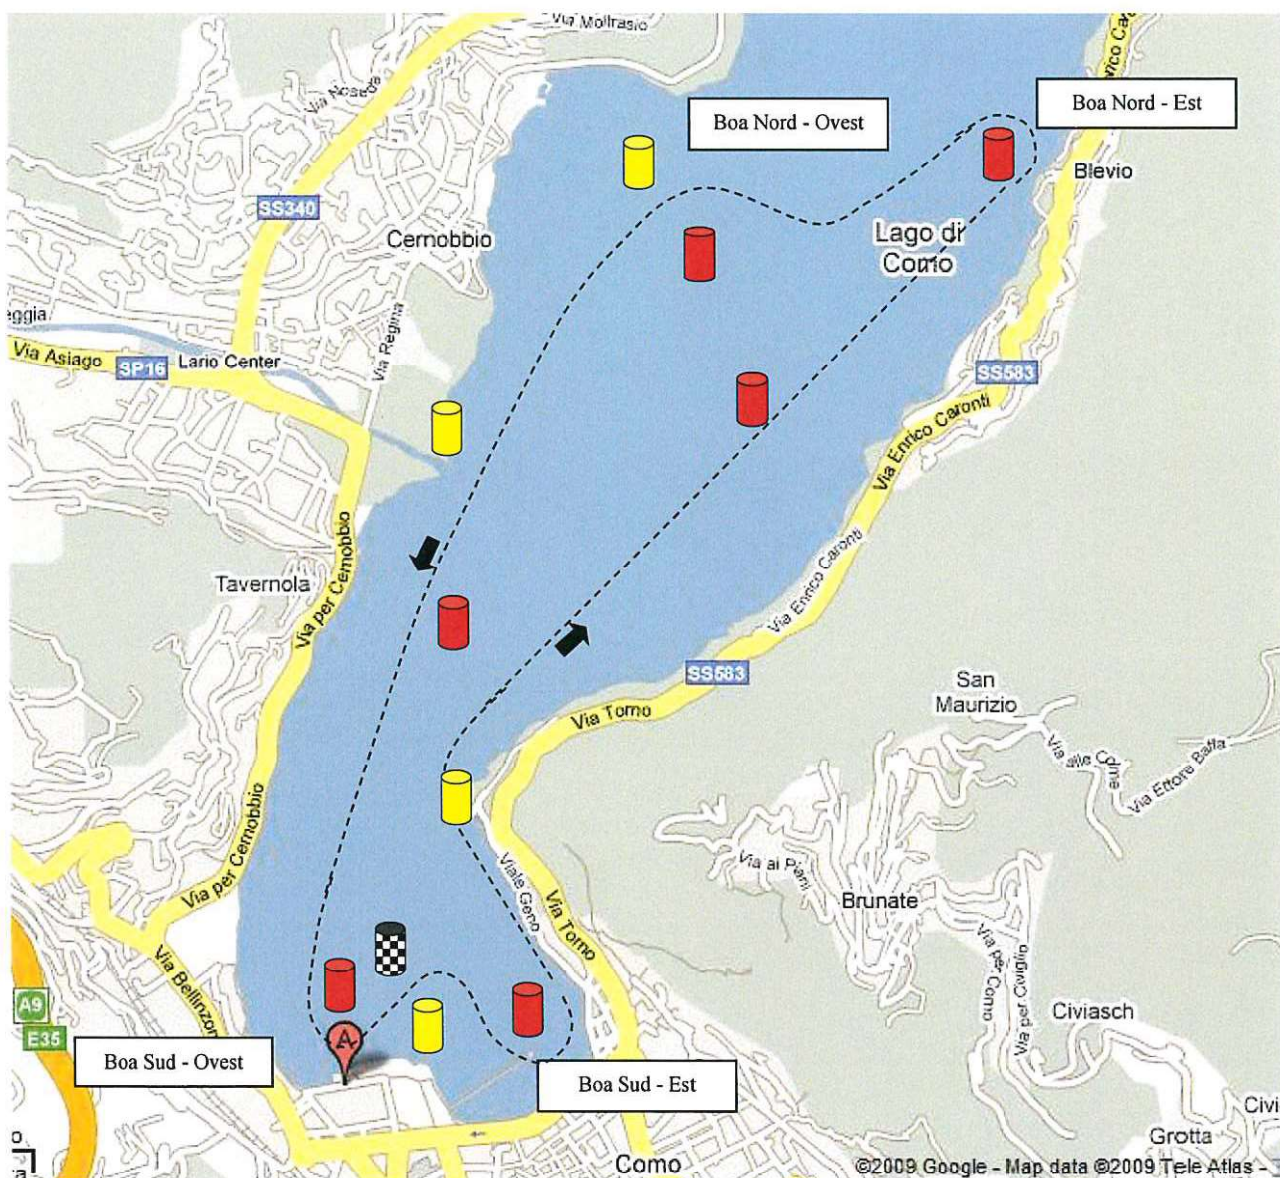 Via Moltrasio
Via Noseda
Boa Nord - Ovest
Boa Nord - Est
Blevio
SS340
Cernobbio
Lago di
Como
eggia
Via Regina
Via Asiago
SP16
Lario Center
SS583
Via Enrico Caronti
Tavernola
Via per Cernobbio
Via Enrico Caronti
SS583
San
Maurizio
Via Torno
Via alle Colme
Via Ettore Baffa
Via per Cernobbio
Via ai Piani
Viale Geno
Brunate
Via Torno
Via per Como
Via per Civiglio
Via Bellinzon
A9
E35
A
Civiasch
Boa Sud - Ovest
Boa Sud - Est
Civi
Grotta
Como
©2009 Google - Map data ©2009 Tele Atlas -